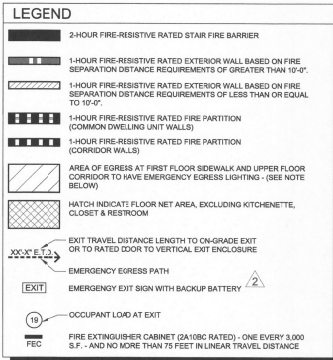 LEGEND
2-HOUR FIRE-RESISTIVE RATED STAIR FIRE BARRIER
1-HOUR FIRE-RESISTIVE RATED EXTERIOR WALL BASED ON FIRE
SEPARATION DISTANCE REQUIREMENTS OF GREATER THAN 10'-0".
1-HOUR FIRE-RESISTIVE RATED EXTERIOR WALL BASED ON FIRE
SEPARATION DISTANCE REQUIREMENTS OF LESS THAN OR EQUAL
TO 10'-0".
1-HOUR FIRE-RESISTIVE RATED FIRE PARTITION
(COMMON DWELLING UNIT WALLS)
1-HOUR FIRE-RESISTIVE RATED FIRE PARTITION
(CORRIDOR WALLS)
AREA OF EGRESS AT FIRST FLOOR SIDEWALK AND UPPER FLOOR
CORRIDOR TO HAVE EMERGENCY EGRESS LIGHTING - (SEE NOTE
BELOW)
HATCH INDICATE FLOOR NET AREA, EXCLUDING KITCHENETTE,
CLOSET & RESTROOM
EXIT TRAVEL DISTANCE LENGTH TO ON-GRADE EXIT
OR TO RATED DOOR TO VERTICAL EXIT ENCLOSURE
XX'-X" E.T.D.
EMERGENCY EGRESS PATH
EXIT EMERGENCY EXIT SIGN WITH BACKUP BATTERY 2
OCCUPANT LOAD AT EXIT
19
FIRE EXTINGUISHER CABINET (2A10BC RATED) - ONE EVERY 3,000
FEC S.F. - AND NO MORE THAN 75 FEET IN LINEAR TRAVEL DISTANCE